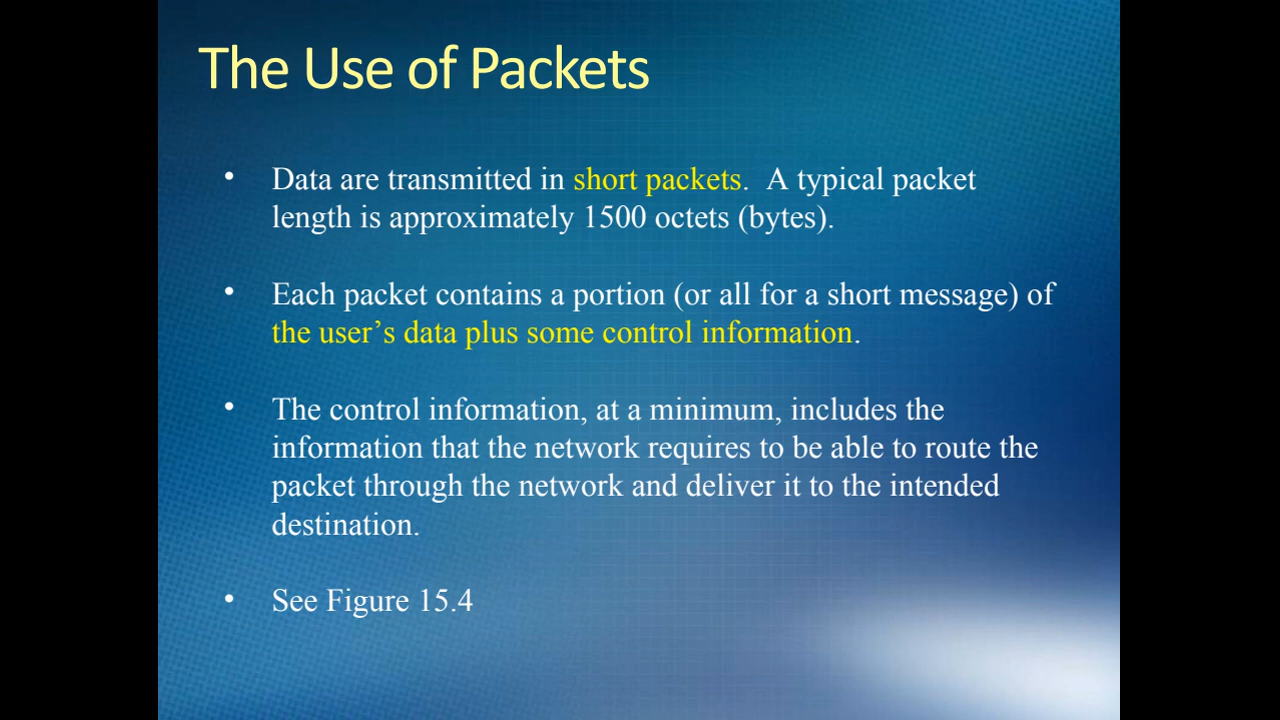 The Use of Packets
• Data are transmitted in short packets.  A typical packet
length is approximately 1500 octets (bytes).
• Each packet contains a portion (or all for a short message) of
the user’s data plus some control information.
• The control information, at a minimum, includes the
information that the network requires to be able to route the
packet through the network and deliver it to the intended
destination.
• See Figure 15.4